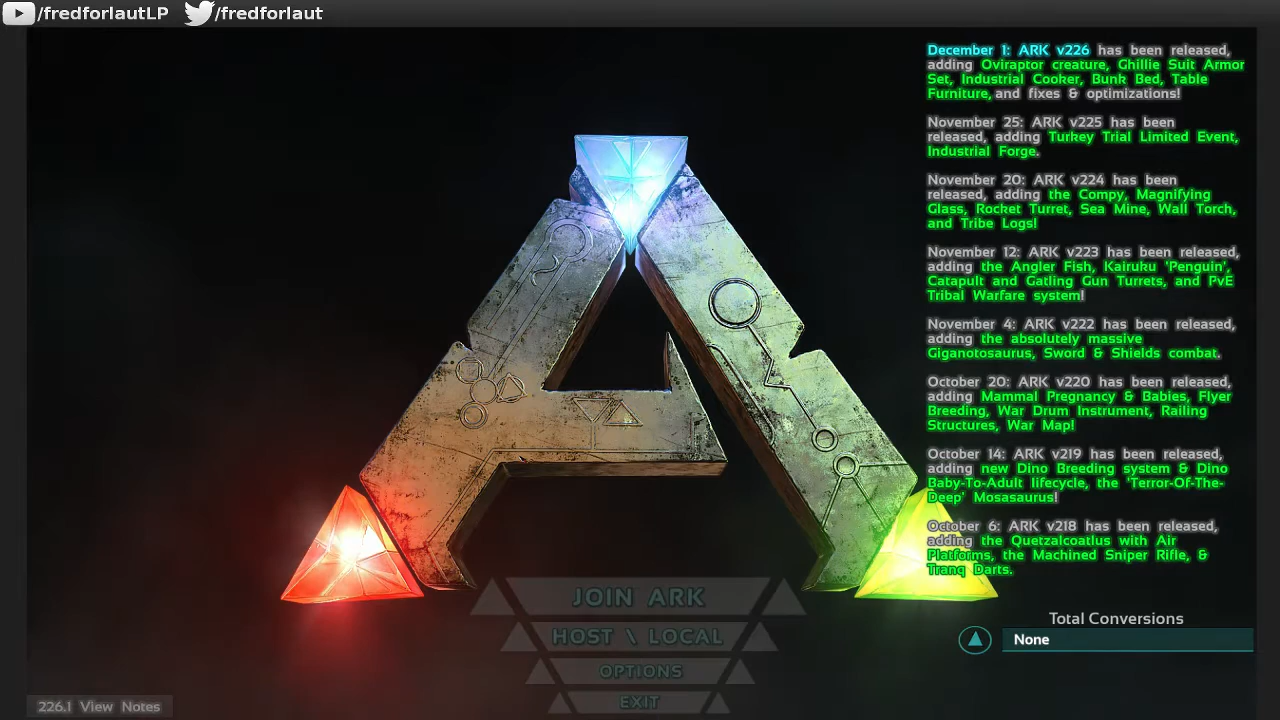 /fredforlautLP /fredforlaut
December 1: ARK v226 has been released,
adding Oviraptor creature, Ghillie Suit Armor
Set, Industrial Cooker, Bunk Bed, Table
Furniture, and fixes & optimizations!
November 25: ARK v225 has been
released, adding Turkey Trial Limited Event,
Industrial Forge.
November 20: ARK v224 has been
released, adding the Compy, Magnifying
Glass, Rocket Turret, Sea Mine, Wall Torch,
and Tribe Logs!
November 12: ARK v223 has been released,
adding the Angler Fish, Kairuku 'Penguin',
Catapult and Gatling Gun Turrets, and PvE
Tribal Warfare system!
November 4: ARK v222 has been released,
adding the absolutely massive
Giganotosaurus, Sword & Shields combat.
October 20: ARK v220 has been released,
adding Mammal Pregnancy & Babies, Flyer
Breeding, War Drum Instrument, Railing
Structures, War Map!
October 14: ARK v219 has been released,
adding new Dino Breeding system & Dino
Baby-To-Adult lifecycle, the 'Terror-Of-The-
Deep' Mosasaurus!
October 6: ARK v218 has been released,
adding the Quetzalcoatlus with Air
Platforms, the Machined Sniper Rifle, &
Tranq Darts.
JOIN ARK
HOST \ LOCAL
OPTIONS
EXIT
Total Conversions
None
226.1 View Notes